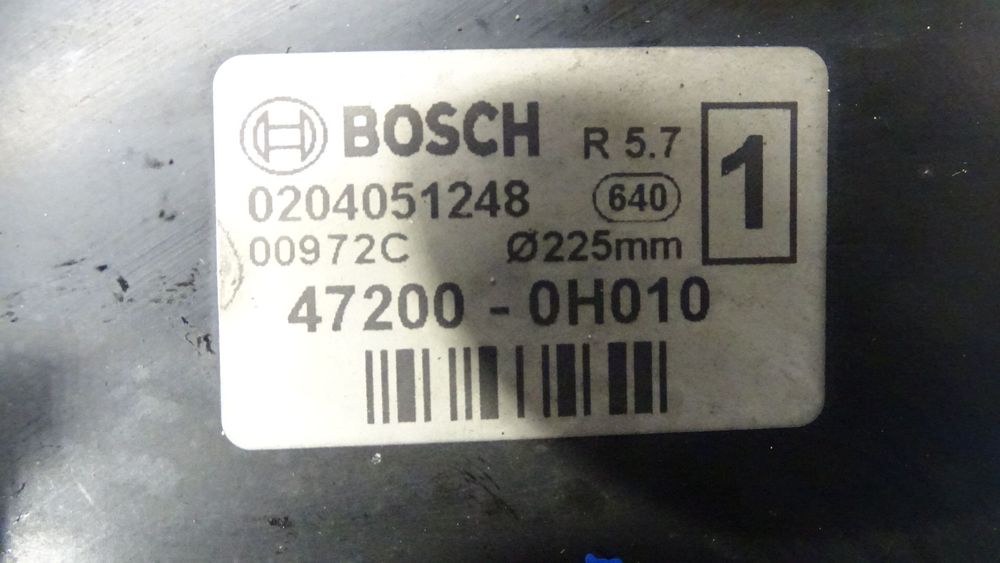 BOSCH R 5.7 1
0204051248 640
00972C Ø225mm
47200 - 0H010